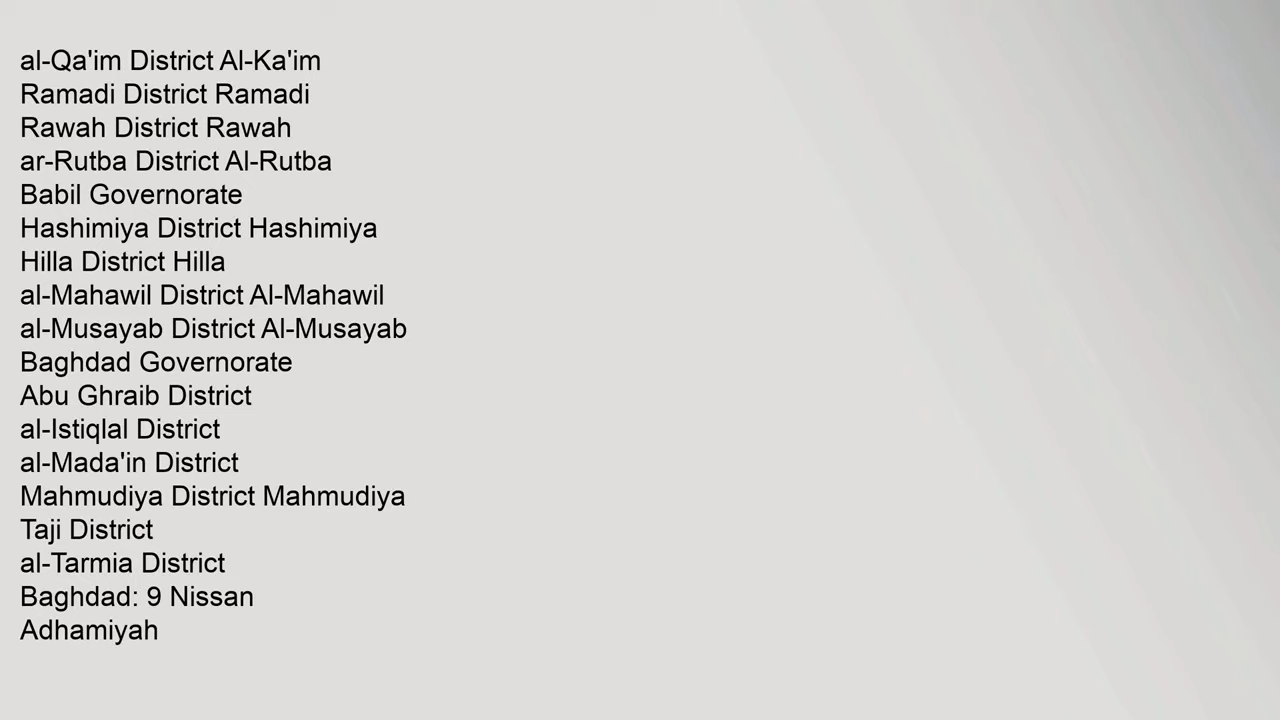 al-Qa'im District Al-Ka'im
Ramadi District Ramadi
Rawah District Rawah
ar-Rutba District Al-Rutba
Babil Governorate
Hashimiya District Hashimiya
Hilla District Hilla
al-Mahawil District Al-Mahawil
al-Musayab District Al-Musayab
Baghdad Governorate
Abu Ghraib District
al-Istiqlal District
al-Mada'in District
Mahmudiya District Mahmudiya
Taji District
al-Tarmia District
Baghdad: 9 Nissan
Adhamiyah